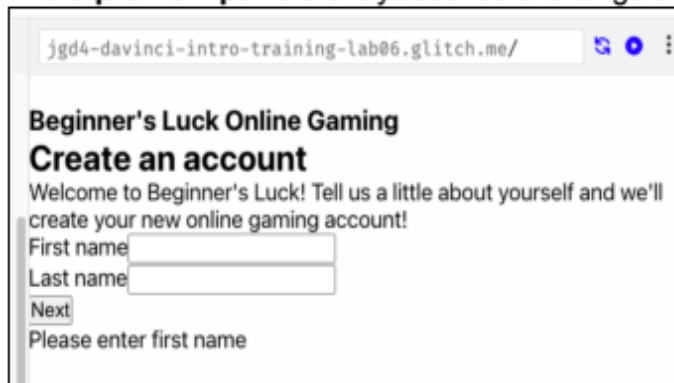 jgd4-davinci-intro-training-lab06.glitch.me/
Beginner's Luck Online Gaming
Create an account
Welcome to Beginner's Luck! Tell us a little about yourself and we'll
create your new online gaming account!
First name
Last name
Next
Please enter first name